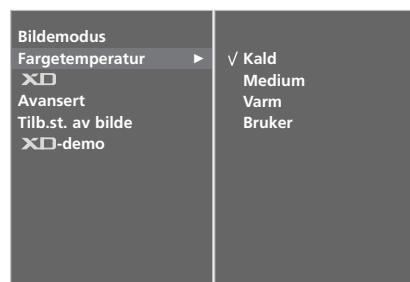 Bildemodus
Fargetemperatur ►
XD
Avansert
Tilb.st. av bilde
XD-demo
√ Kald
Medium
Varm
Bruker